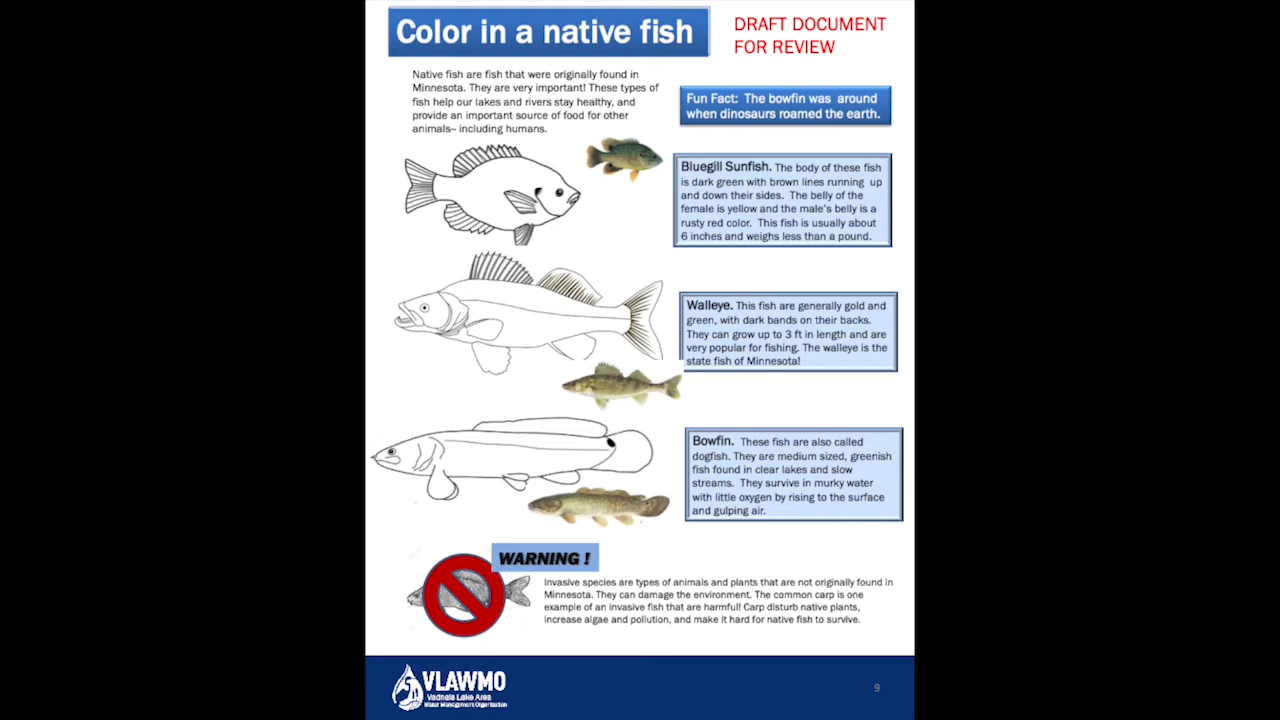 Color in a native fish
DRAFT DOCUMENT
FOR REVIEW
Native fish are fish that were originally found in
Minnesota. They are very important! These types of
fish help our lakes and rivers stay healthy, and
provide an important source of food for other
animals-- including humans.
Fun Fact: The bowfin was around
when dinosaurs roamed the earth.
Bluegill Sunfish. The body of these fish
is dark green with brown lines running up
and down their sides. The belly of the
female is yellow and the male's belly is a
rusty red color. This fish is usually about
6 inches and weighs less than a pound.
Walleye. This fish are generally gold and
green, with dark bands on their backs.
They can grow up to 3 ft in length and are
very popular for fishing. The walleye is the
state fish of Minnesota!
Bowfin. These fish are also called
dogfish. They are medium sized, greenish
fish found in clear lakes and slow
streams. They survive in murky water
with little oxygen by rising to the surface
and gulping air.
WARNING !
Invasive species are types of animals and plants that are not originally found in
Minnesota. They can damage the environment. The common carp is one
example of an invasive fish that are harmful! Carp disturb native plants,
increase algae and pollution, and make it hard for native fish to survive.
VLAWMO
Vadnais Lake Area
Water Management Organization
9